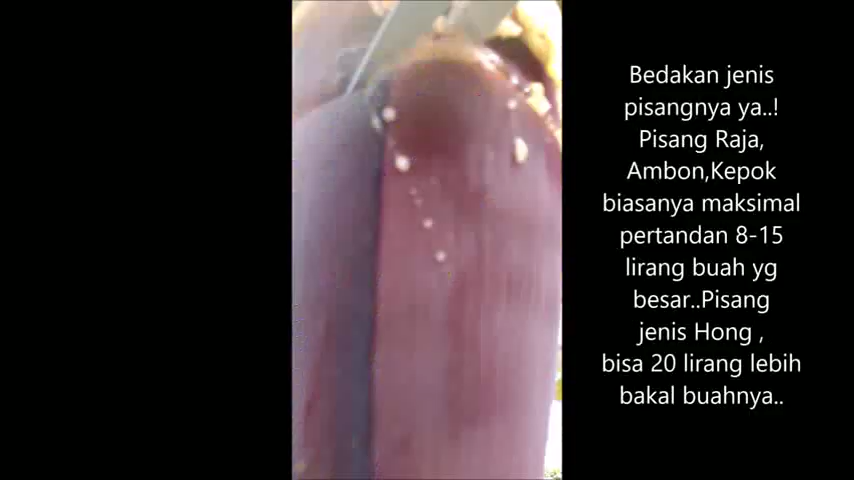 Bedakan jenis
pisangnya ya..!
Pisang Raja,
Ambon,Kepok
biasanya maksimal
pertandan 8-15
lirang buah yg
besar..Pisang
jenis Hong ,
bisa 20 lirang lebih
bakal buahnya..